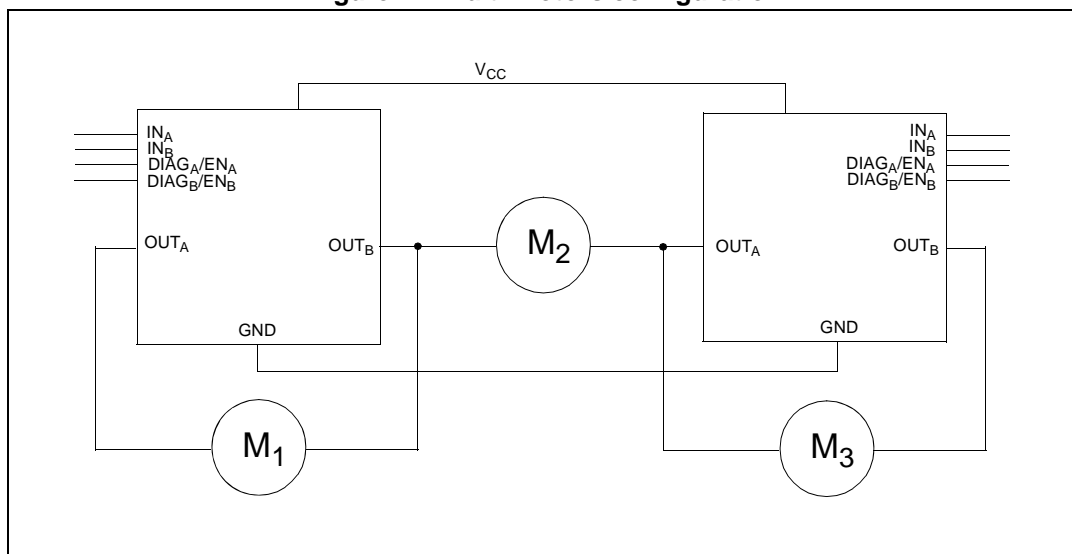 V_CC
IN_A
IN_B
DIAG_A/EN_A
DIAG_B/EN_B
OUT_A
OUT_B
GND
M_2
IN_A
IN_B
DIAG_A/EN_A
DIAG_B/EN_B
OUT_A
OUT_B
GND
M_1
M_3